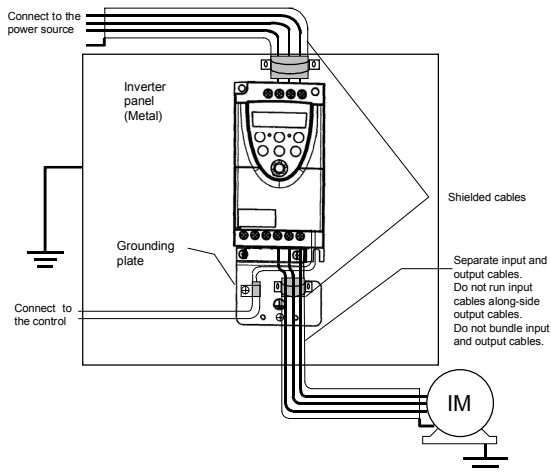 Connect to the
power source
Inverter
panel
(Metal)
Shielded cables
Grounding
plate
Separate input and
output cables.
Do not run input
cables along-side
output cables.
Do not bundle input
and output cables.
Connect to
the control
IM